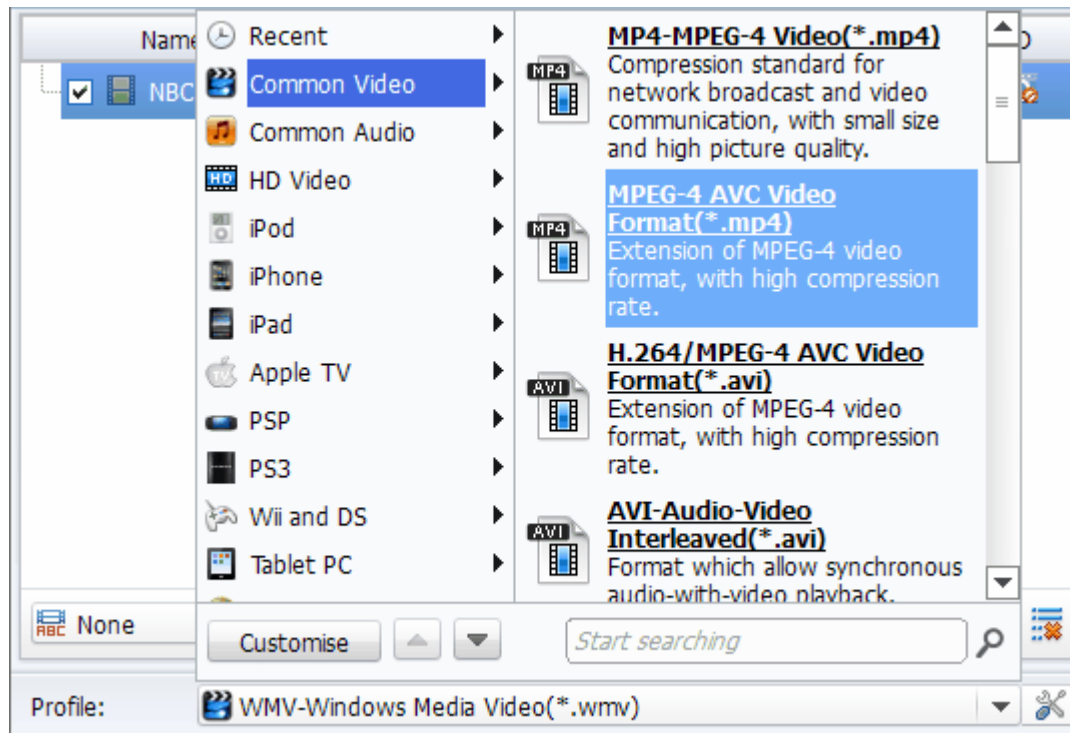 Name
NBC
Recent
Common Video
Common Audio
HD Video
iPod
iPhone
iPad
Apple TV
PSP
PS3
Wii and DS
Tablet PC
MP4
MP4-MPEG-4 Video(*.mp4)
Compression standard for
network broadcast and video
communication, with small size
and high picture quality.
MP4
MPEG-4 AVC Video
Format(*.mp4)
Extension of MPEG-4 video
format, with high compression
rate.
AVI
H.264/MPEG-4 AVC Video
Format(*.avi)
Extension of MPEG-4 video
format, with high compression
rate.
AVI
AVI-Audio-Video
Interleaved(*.avi)
Format which allow synchronous
audio-with-video playback.
ABC None
Customise
Start searching
Profile:
WMV-Windows Media Video(*.wmv)